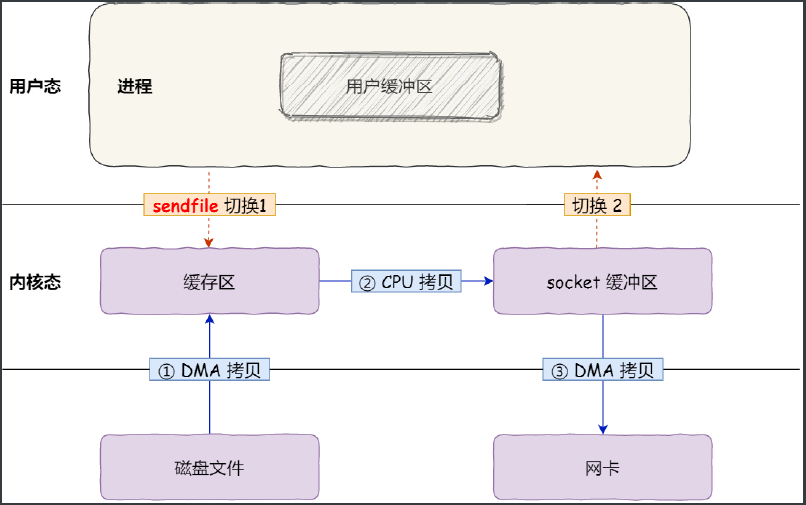 用户态
进程
用户缓冲区
sendfile 切换1
切换 2
内核态
缓存区
② CPU 拷贝
socket 缓冲区
① DMA 拷贝
③ DMA 拷贝
磁盘文件
网卡